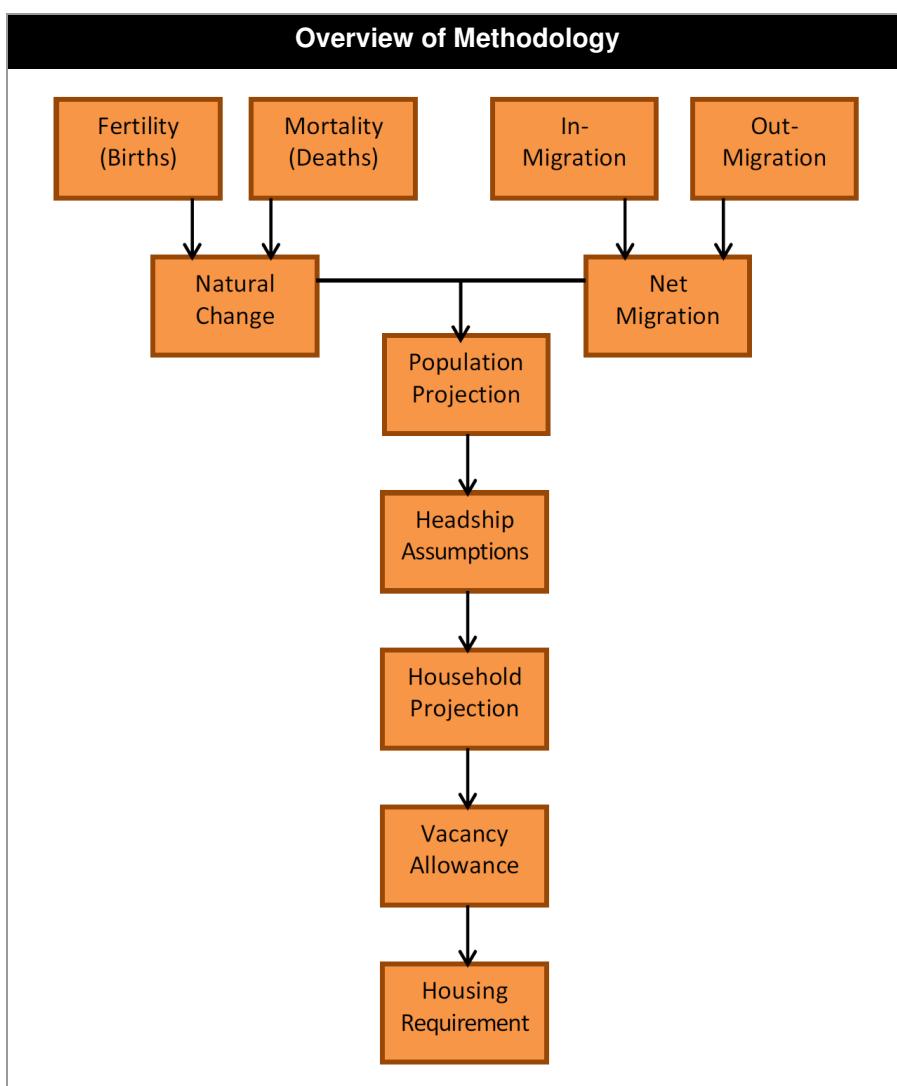 Overview of Methodology
Fertility
(Births)
Mortality
(Deaths)
In-
Migration
Out-
Migration
Natural
Change
Net
Migration
Population
Projection
Headship
Assumptions
Household
Projection
Vacancy
Allowance
Housing
Requirement